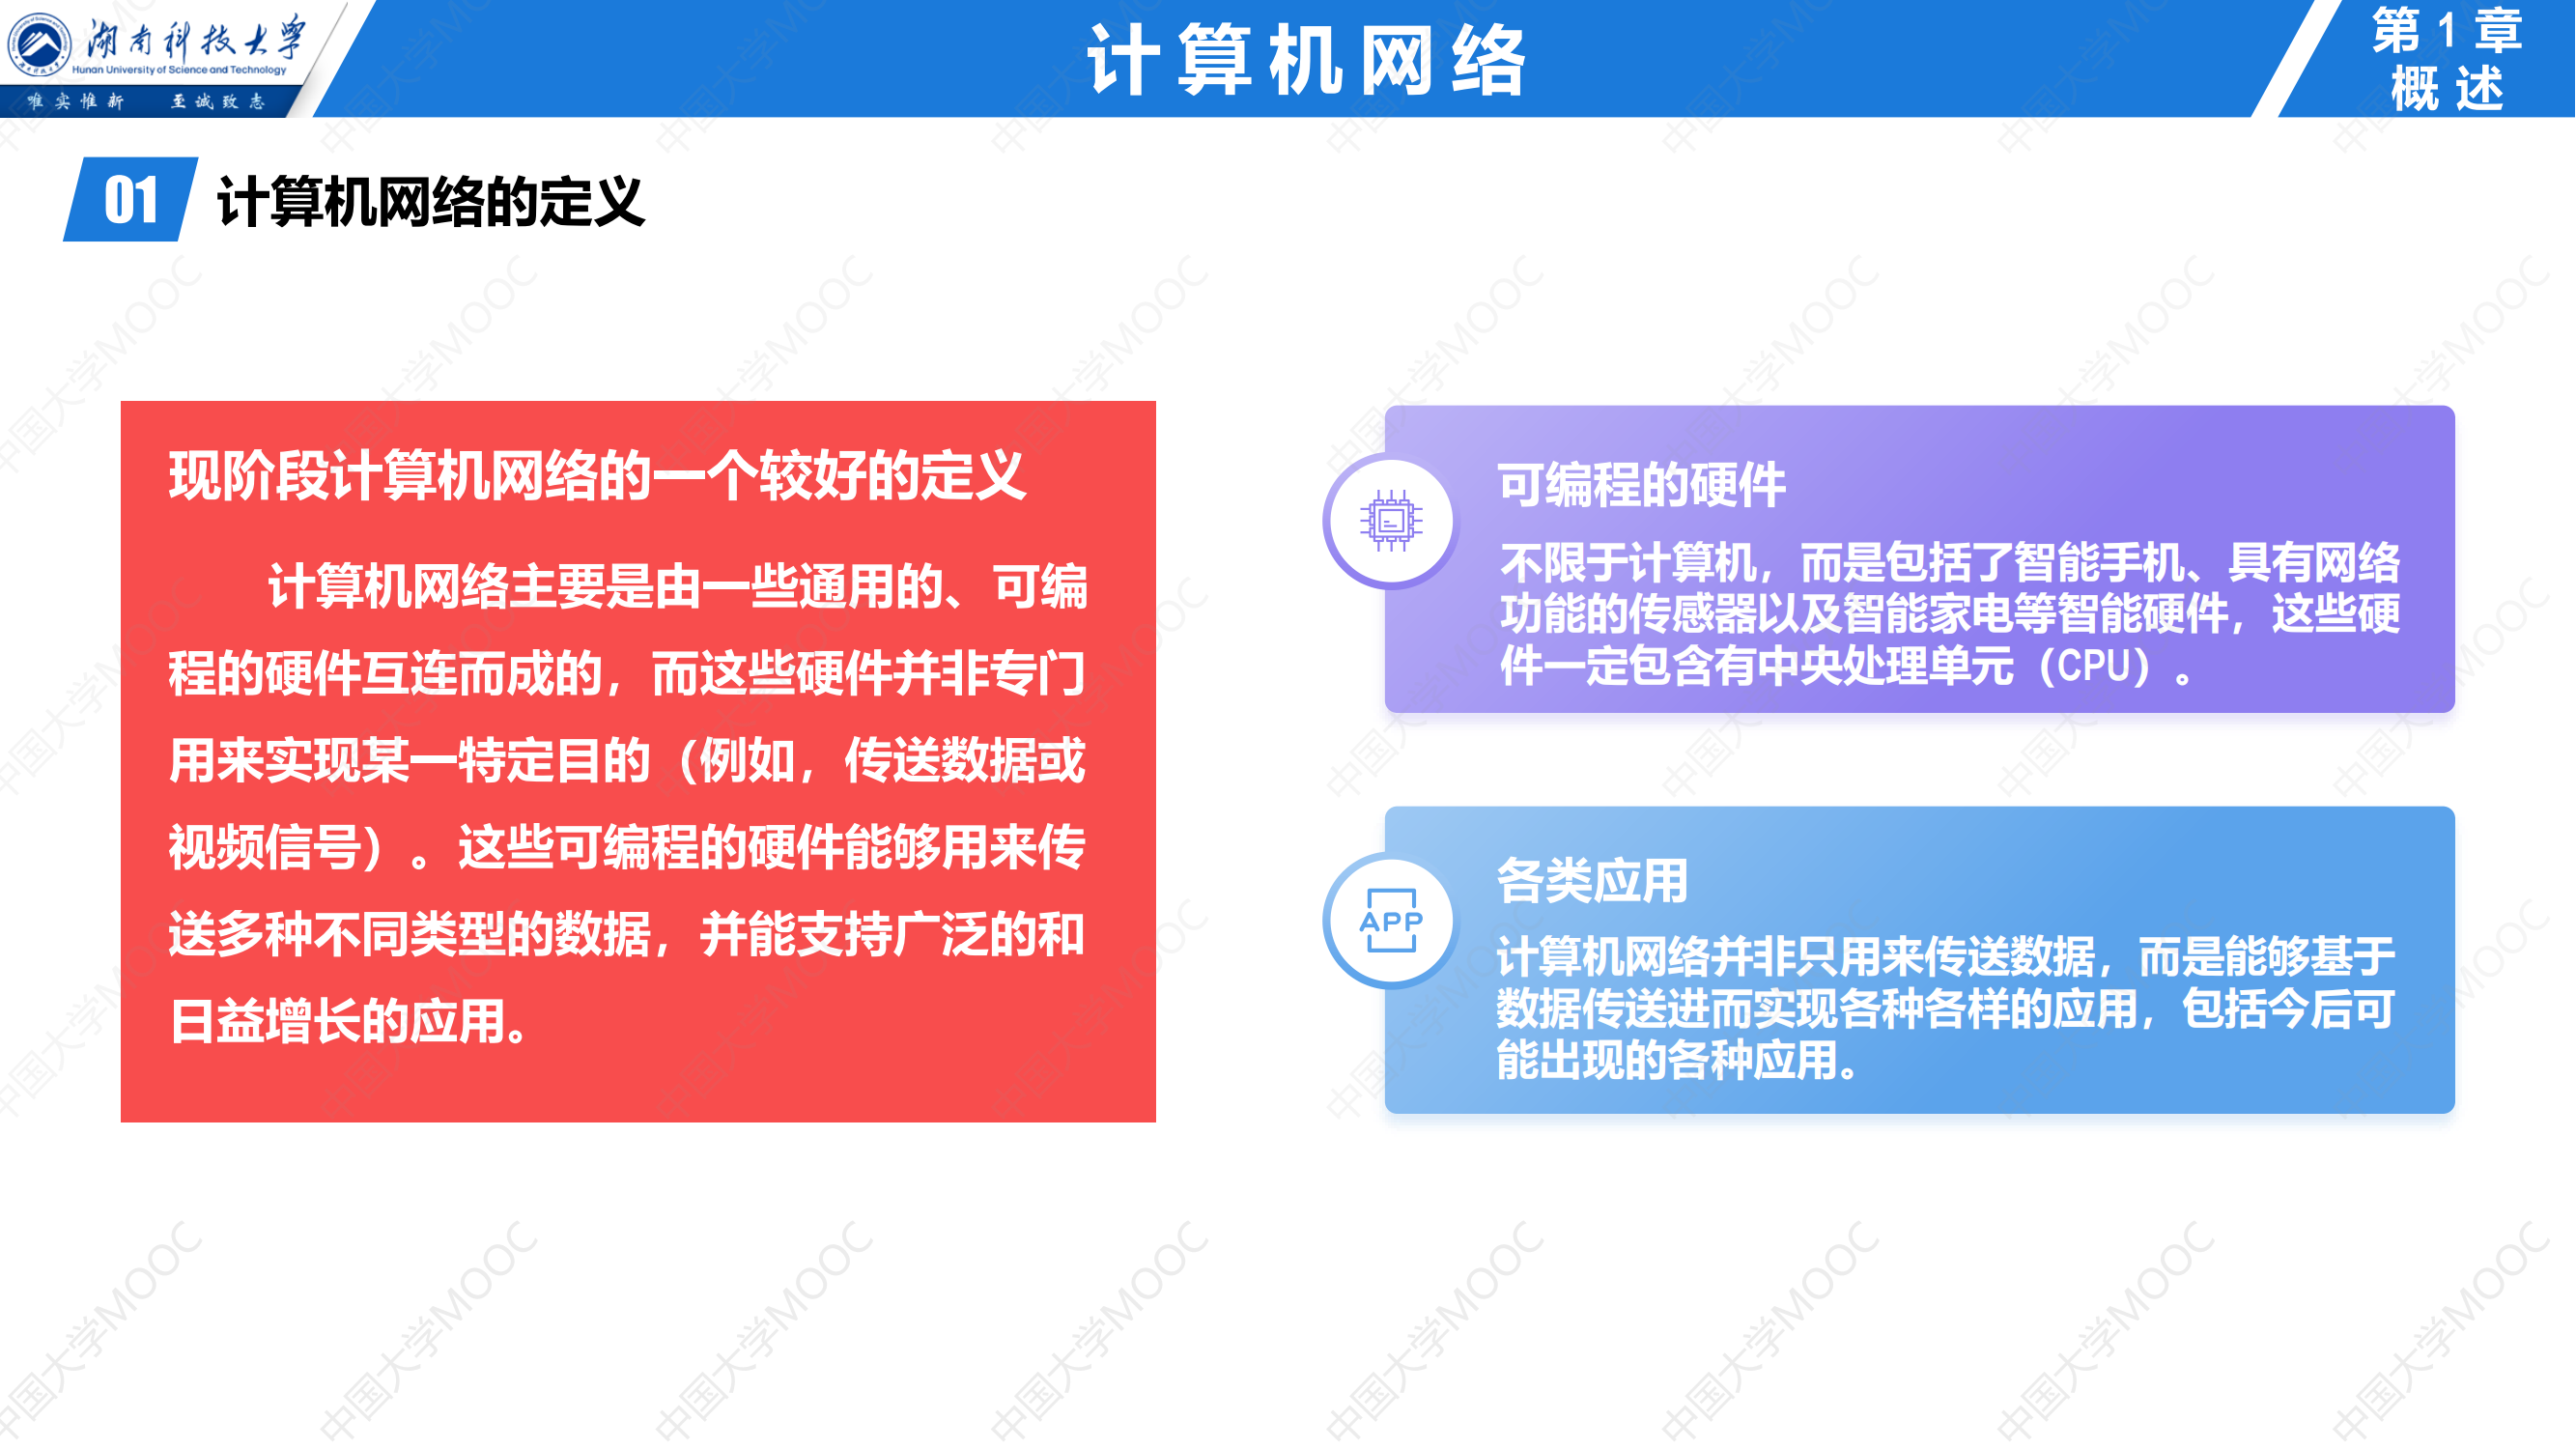 湖南科技大学
Hunan University of Science and Technology
唯实惟新 至诚致志
计算机网络
第1章
概述
01 计算机网络的定义
现阶段计算机网络的一个较好的定义
计算机网络主要是由一些通用的、可编
程的硬件互连而成的，而这些硬件并非专门
用来实现某一特定目的（例如，传送数据或
视频信号）。这些可编程的硬件能够用来传
送多种不同类型的数据，并能支持广泛的和
日益增长的应用。
可编程的硬件
不限于计算机，而是包括了智能手机、具有网络
功能的传感器以及智能家电等智能硬件，这些硬
件一定包含有中央处理单元（CPU）。
APP
各类应用
计算机网络并非只用来传送数据，而是能够基于
数据传送进而实现各种各样的应用，包括今后可
能出现的各种应用。
中国大学MOOC